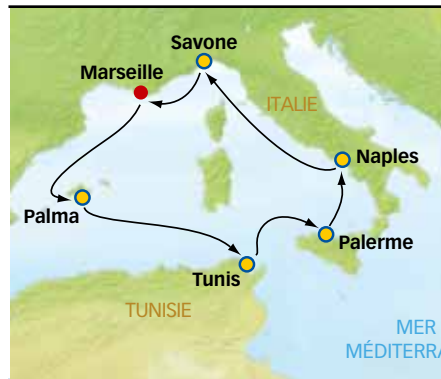 Savone
Marseille
ITALIE
Naples
Palma
Palerme
Tunis
TUNISIE
MER
MÉDITERRA